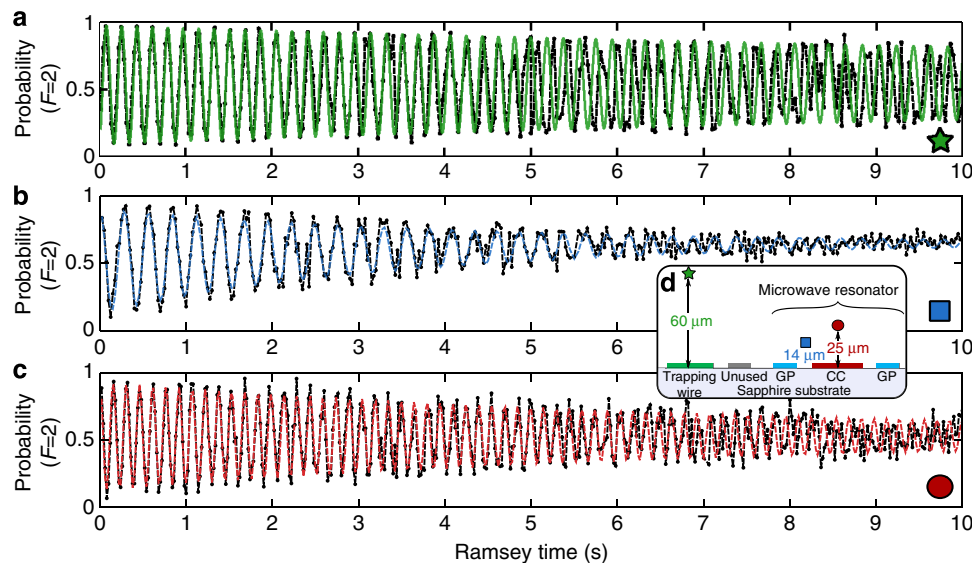 a
Probability
(F=2)
1
0.5
0
0 1 2 3 4 5 6 7 8 9 10
b
Probability
(F=2)
1
0.5
0
0 1 2 3 4 5 6 7 8 9 10
d
Microwave resonator
60 μm
14 μm
25 μm
Trapping Unused GP CC GP
wire Sapphire substrate
c
Probability
(F=2)
1
0.5
0
0 1 2 3 4 5 6 7 8 9 10
Ramsey time (s)